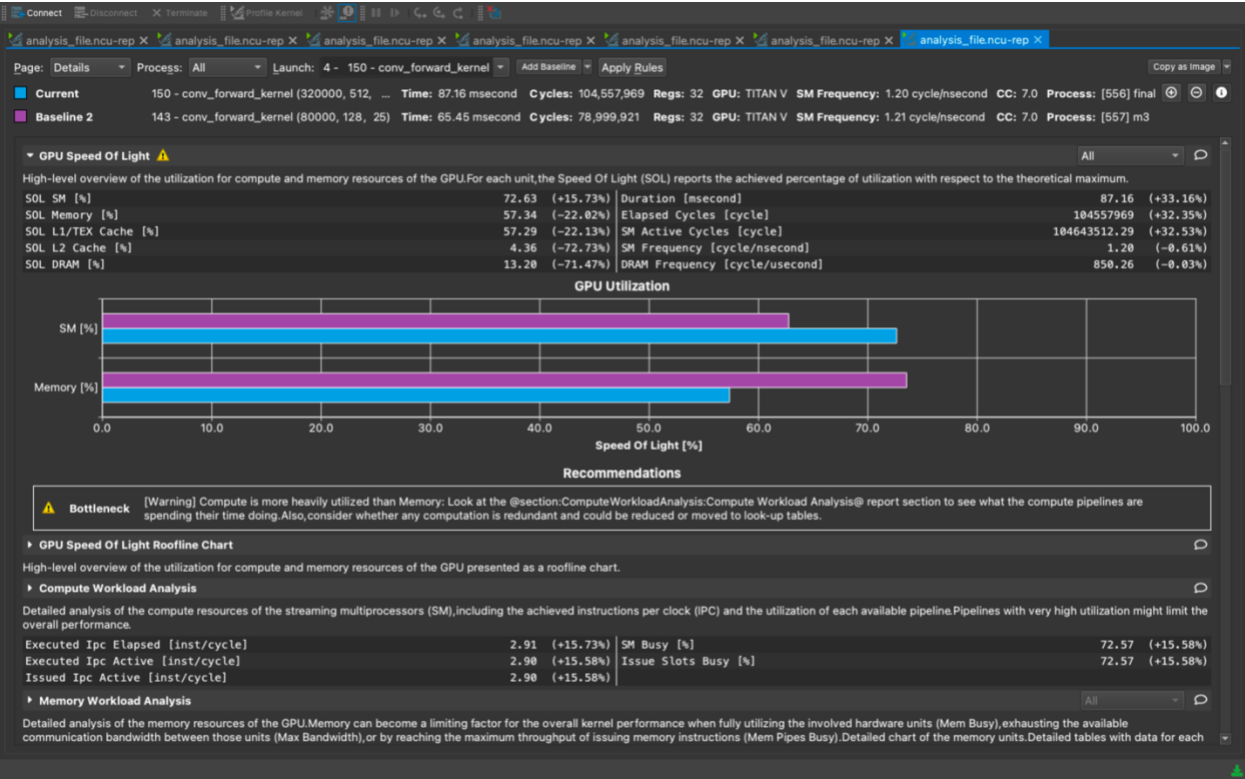 Connect Disconnect Terminate Profile Kernel
analysis_file.ncu-rep analysis_file.ncu-rep analysis_file.ncu-rep analysis_file.ncu-rep analysis_file.ncu-rep analysis_file.ncu-rep analysis_file.ncu-rep
Page: Details Process: All Launch: 4 - 150 - conv_forward_kernel Add Baseline Apply Rules Copy as Image
Current 150 - conv_forward_kernel (320000, 512, ... Time: 87.16 msecond Cycles: 104,557,969 Regs: 32 GPU: TITAN V SM Frequency: 1.20 cycle/nsecond CC: 7.0 Process: [556] final
Baseline 2 143 - conv_forward_kernel (80000, 128, 25) Time: 65.45 msecond Cycles: 78,999,921 Regs: 32 GPU: TITAN V SM Frequency: 1.21 cycle/nsecond CC: 7.0 Process: [557] m3
GPU Speed Of Light All
High-level overview of the utilization for compute and memory resources of the GPU.For each unit,the Speed Of Light (SOL) reports the achieved percentage of utilization with respect to the theoretical maximum.
SOL SM [%] 72.63 (+15.73%) Duration [msecond] 87.16 (+33.16%)
SOL Memory [%] 57.34 (-22.02%) Elapsed Cycles [cycle] 104557969 (+32.35%)
SOL L1/TEX Cache [%] 57.29 (-22.13%) SM Active Cycles [cycle] 104643512.29 (+32.53%)
SOL L2 Cache [%] 4.36 (-72.73%) SM Frequency [cycle/nsecond] 1.20 (-0.61%)
SOL DRAM [%] 13.20 (-71.47%) DRAM Frequency [cycle/usecond] 850.26 (-0.03%)
GPU Utilization
SM [%]
Memory [%]
0.0 10.0 20.0 30.0 40.0 50.0 60.0 70.0 80.0 90.0 100.0
Speed Of Light [%]
Recommendations
Bottleneck [Warning] Compute is more heavily utilized than Memory: Look at the @section:ComputeWorkloadAnalysis:Compute Workload Analysis@ report section to see what the compute pipelines are
spending their time doing.Also,consider whether any computation is redundant and could be reduced or moved to look-up tables.
GPU Speed Of Light Roofline Chart
High-level overview of the utilization for compute and memory resources of the GPU presented as a roofline chart.
Compute Workload Analysis
Detailed analysis of the compute resources of the streaming multiprocessors (SM),including the achieved instructions per clock (IPC) and the utilization of each available pipeline.Pipelines with very high utilization might limit the
overall performance.
Executed Ipc Elapsed [inst/cycle] 2.91 (+15.73%) SM Busy [%] 72.57 (+15.58%)
Executed Ipc Active [inst/cycle] 2.90 (+15.58%) Issue Slots Busy [%] 72.57 (+15.58%)
Issued Ipc Active [inst/cycle] 2.90 (+15.58%)
Memory Workload Analysis All
Detailed analysis of the memory resources of the GPU.Memory can become a limiting factor for the overall kernel performance when fully utilizing the involved hardware units (Mem Busy),exhausting the available
communication bandwidth between those units (Max Bandwidth),or by reaching the maximum throughput of issuing memory instructions (Mem Pipes Busy).Detailed chart of the memory units.Detailed tables with data for each